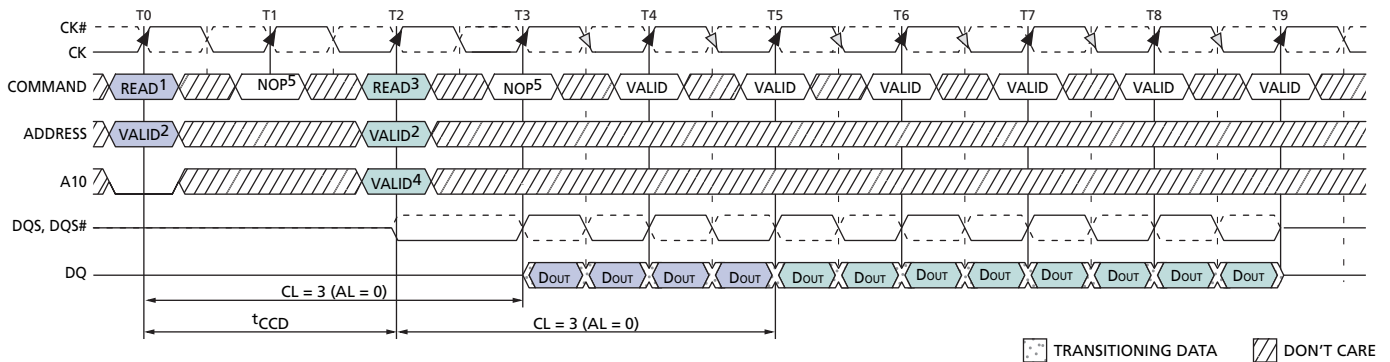 T0 T1 T2 T3 T4 T5 T6 T7 T8 T9
CK#
CK
COMMAND READ1 NOP5 READ3 NOP5 VALID VALID VALID VALID VALID VALID
ADDRESS VALID2 VALID2
A10 VALID4
DQS, DQS#
DQ DOUT DOUT DOUT DOUT DOUT DOUT DOUT DOUT DOUT DOUT DOUT DOUT
CL = 3 (AL = 0)
tCCD CL = 3 (AL = 0)
TRANSITIONING DATA DON'T CARE